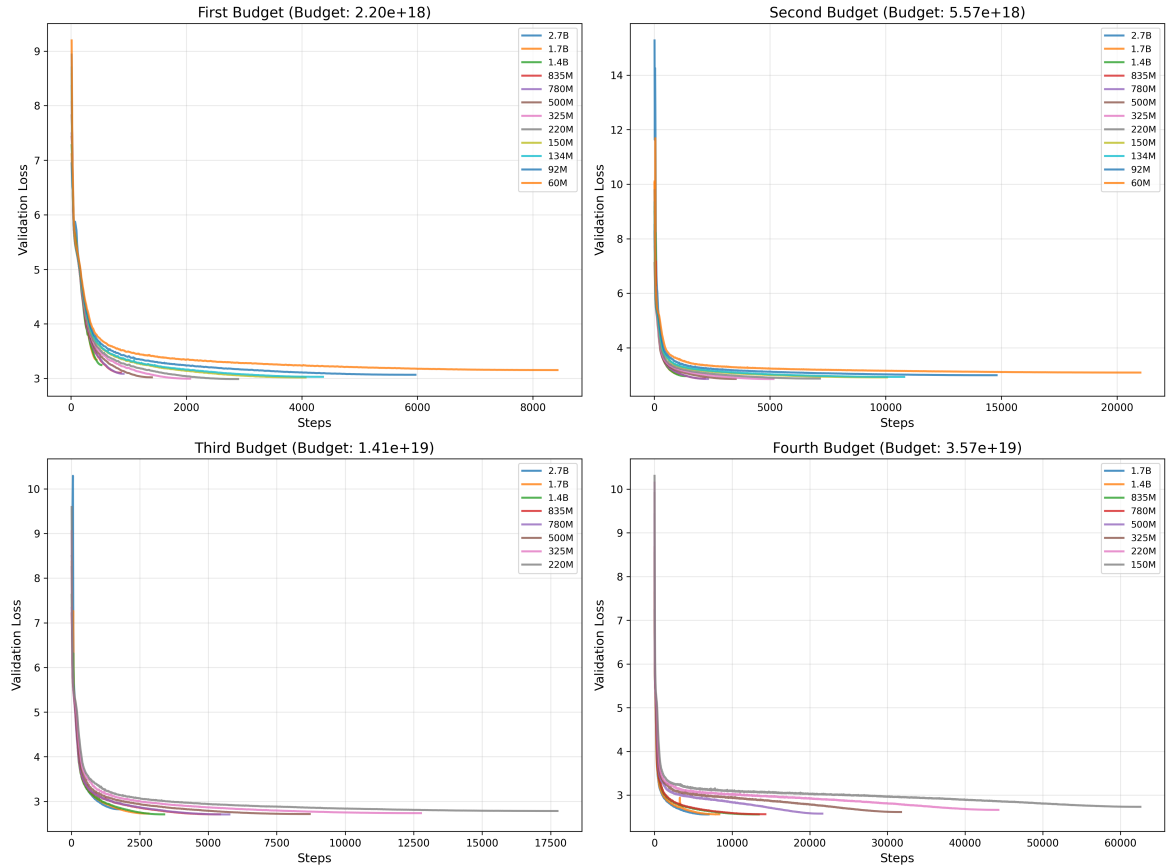 First Budget (Budget: 2.20e+18)
Validation Loss
9
8
7
6
5
4
3
0
2000
4000
6000
8000
Steps
2.7B
1.7B
1.4B
835M
780M
500M
325M
220M
150M
134M
92M
60M
Second Budget (Budget: 5.57e+18)
Validation Loss
14
12
10
8
6
4
0
5000
10000
15000
20000
Steps
2.7B
1.7B
1.4B
835M
780M
500M
325M
220M
150M
134M
92M
60M
Third Budget (Budget: 1.41e+19)
Validation Loss
10
9
8
7
6
5
4
3
0
2500
5000
7500
10000
12500
15000
17500
Steps
2.7B
1.7B
1.4B
835M
780M
500M
325M
220M
Fourth Budget (Budget: 3.57e+19)
Validation Loss
10
9
8
7
6
5
4
3
0
10000
20000
30000
40000
50000
60000
Steps
1.7B
1.4B
835M
780M
500M
325M
220M
150M